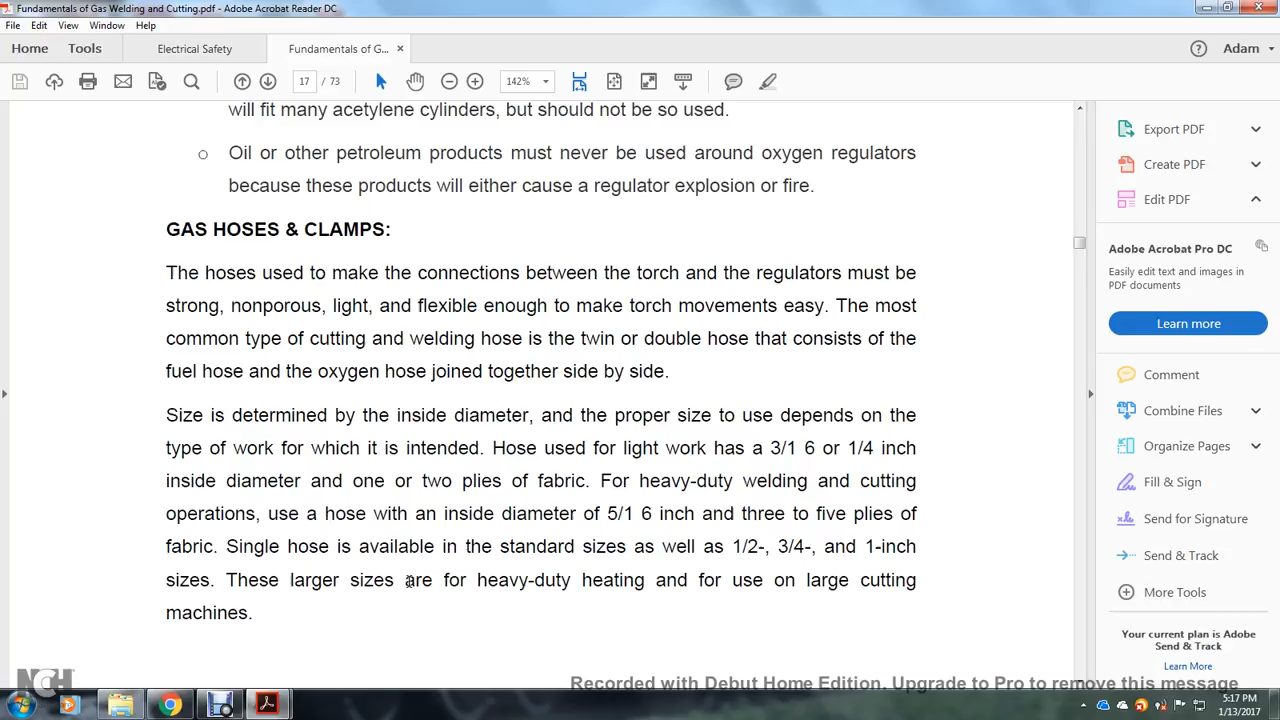 Fundamentals of Gas Welding and Cutting.pdf - Adobe Acrobat Reader DC
File Edit View Window Help
Home Tools Electrical Safety Fundamentals of G... × Adam
17 / 73 142%
will fit many acetylene cylinders, but should not be so used.
o Oil or other petroleum products must never be used around oxygen regulators
because these products will either cause a regulator explosion or fire.
GAS HOSES & CLAMPS:
The hoses used to make the connections between the torch and the regulators must be
strong, nonporous, light, and flexible enough to make torch movements easy. The most
common type of cutting and welding hose is the twin or double hose that consists of the
fuel hose and the oxygen hose joined together side by side.
Size is determined by the inside diameter, and the proper size to use depends on the
type of work for which it is intended. Hose used for light work has a 3/1 6 or 1/4 inch
inside diameter and one or two plies of fabric. For heavy-duty welding and cutting
operations, use a hose with an inside diameter of 5/1 6 inch and three to five plies of
fabric. Single hose is available in the standard sizes as well as 1/2-, 3/4-, and 1-inch
sizes. These larger sizes are for heavy-duty heating and for use on large cutting
machines.
Export PDF
Create PDF
Edit PDF
Adobe Acrobat Pro DC
Easily edit text and images in
PDF documents
Learn more
Comment
Combine Files
Organize Pages
Fill & Sign
Send for Signature
Send & Track
More Tools
Your current plan is Adobe
Send & Track
Learn More
NCH
Recorded with Debut Home Edition. Upgrade to Pro to remove this message
5:17 PM
1/13/2017